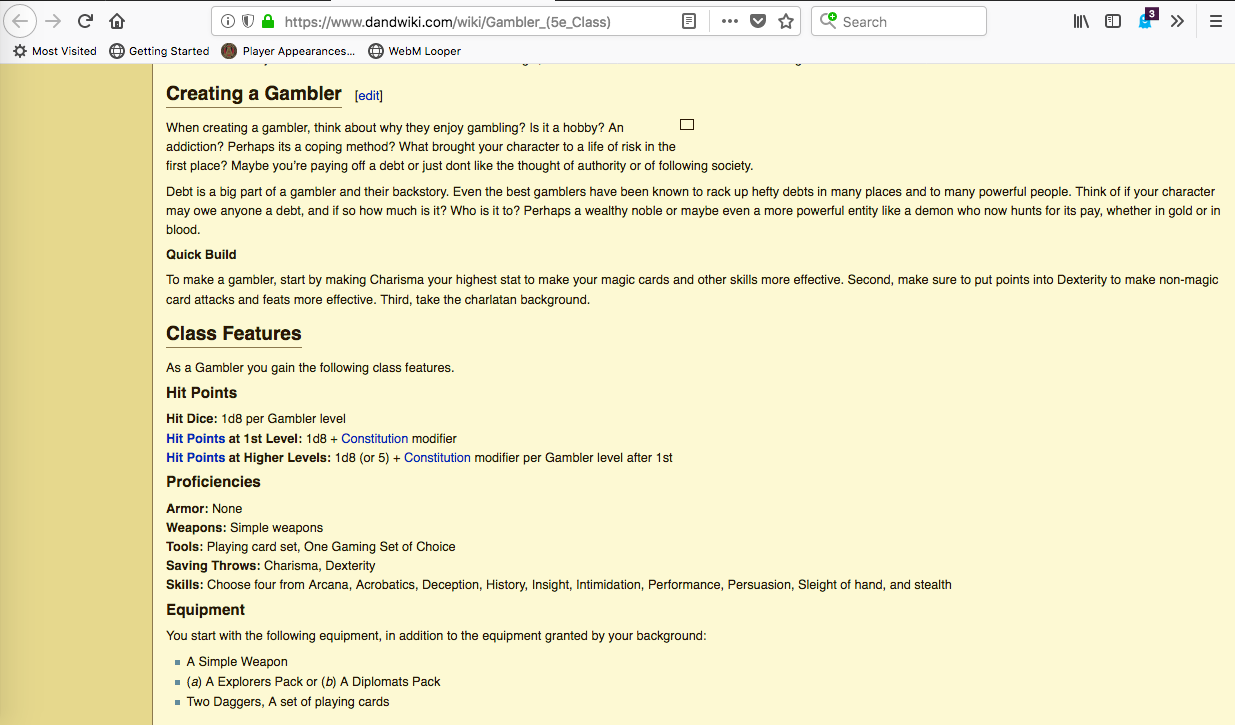 https://www.dandwiki.com/wiki/Gambler_(5e_Class)
Search
3
Most Visited
Getting Started
Player Appearances...
WebM Looper
Creating a Gambler [edit]
When creating a gambler, think about why they enjoy gambling? Is it a hobby? An
addiction? Perhaps its a coping method? What brought your character to a life of risk in the
first place? Maybe you're paying off a debt or just dont like the thought of authority or of following society.
Debt is a big part of a gambler and their backstory. Even the best gamblers have been known to rack up hefty debts in many places and to many powerful people. Think of if your character
may owe anyone a debt, and if so how much is it? Who is it to? Perhaps a wealthy noble or maybe even a more powerful entity like a demon who now hunts for its pay, whether in gold or in
blood.
Quick Build
To make a gambler, start by making Charisma your highest stat to make your magic cards and other skills more effective. Second, make sure to put points into Dexterity to make non-magic
card attacks and feats more effective. Third, take the charlatan background.
Class Features
As a Gambler you gain the following class features.
Hit Points
Hit Dice: 1d8 per Gambler level
Hit Points at 1st Level: 1d8 + Constitution modifier
Hit Points at Higher Levels: 1d8 (or 5) + Constitution modifier per Gambler level after 1st
Proficiencies
Armor: None
Weapons: Simple weapons
Tools: Playing card set, One Gaming Set of Choice
Saving Throws: Charisma, Dexterity
Skills: Choose four from Arcana, Acrobatics, Deception, History, Insight, Intimidation, Performance, Persuasion, Sleight of hand, and stealth
Equipment
You start with the following equipment, in addition to the equipment granted by your background:
A Simple Weapon
(a) A Explorers Pack or (b) A Diplomats Pack
Two Daggers, A set of playing cards